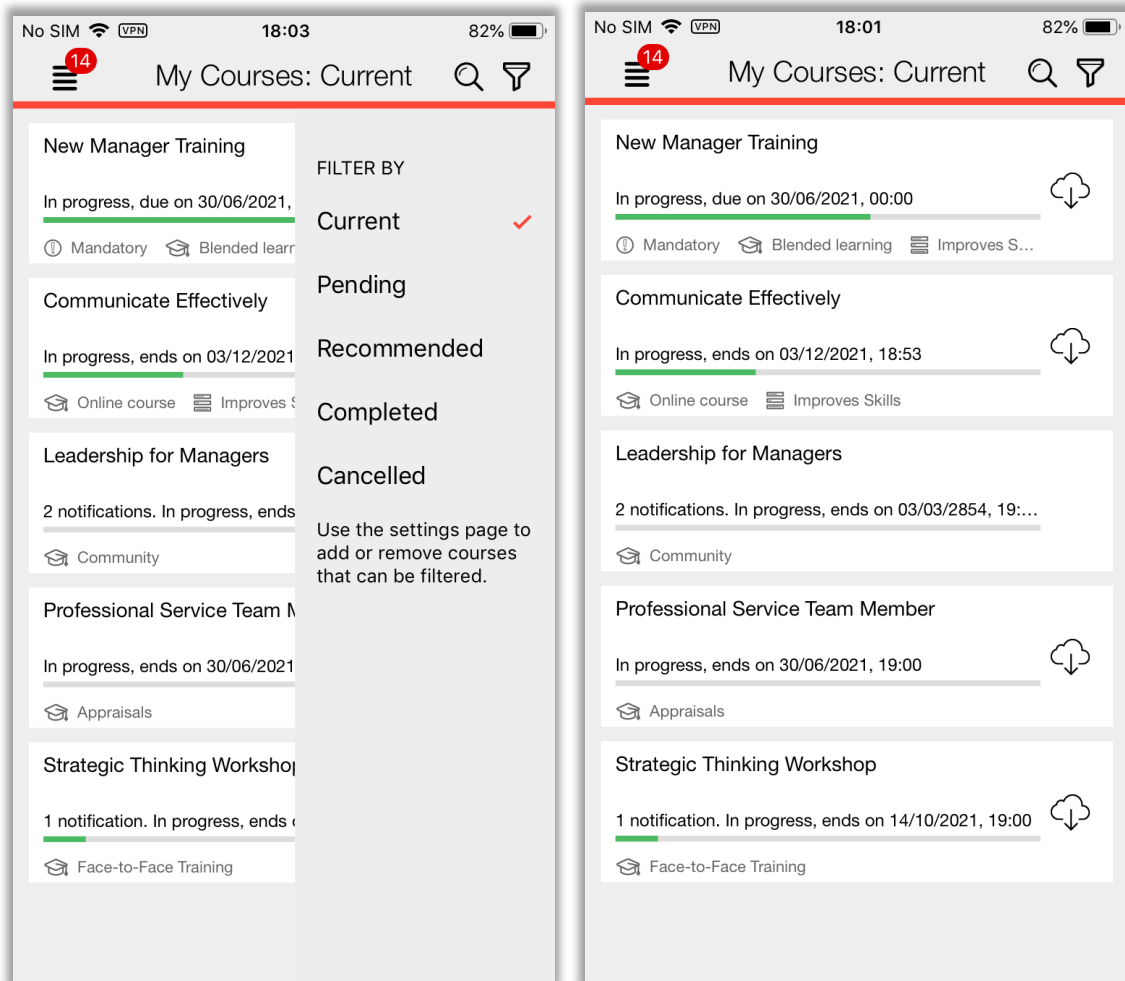 No SIM VPN 18:03 82%
14
My Courses: Current
New Manager Training
In progress, due on 30/06/2021,
Mandatory Blended learn
Communicate Effectively
In progress, ends on 03/12/2021
Online course Improves S
Leadership for Managers
2 notifications. In progress, ends
Community
Professional Service Team M
In progress, ends on 30/06/2021
Appraisals
Strategic Thinking Workshop
1 notification. In progress, ends o
Face-to-Face Training
FILTER BY
Current
Pending
Recommended
Completed
Cancelled
Use the settings page to
add or remove courses
that can be filtered.
No SIM VPN 18:01 82%
14
My Courses: Current
New Manager Training
In progress, due on 30/06/2021, 00:00
Mandatory Blended learning Improves S...
Communicate Effectively
In progress, ends on 03/12/2021, 18:53
Online course Improves Skills
Leadership for Managers
2 notifications. In progress, ends on 03/03/2854, 19:...
Community
Professional Service Team Member
In progress, ends on 30/06/2021, 19:00
Appraisals
Strategic Thinking Workshop
1 notification. In progress, ends on 14/10/2021, 19:00
Face-to-Face Training